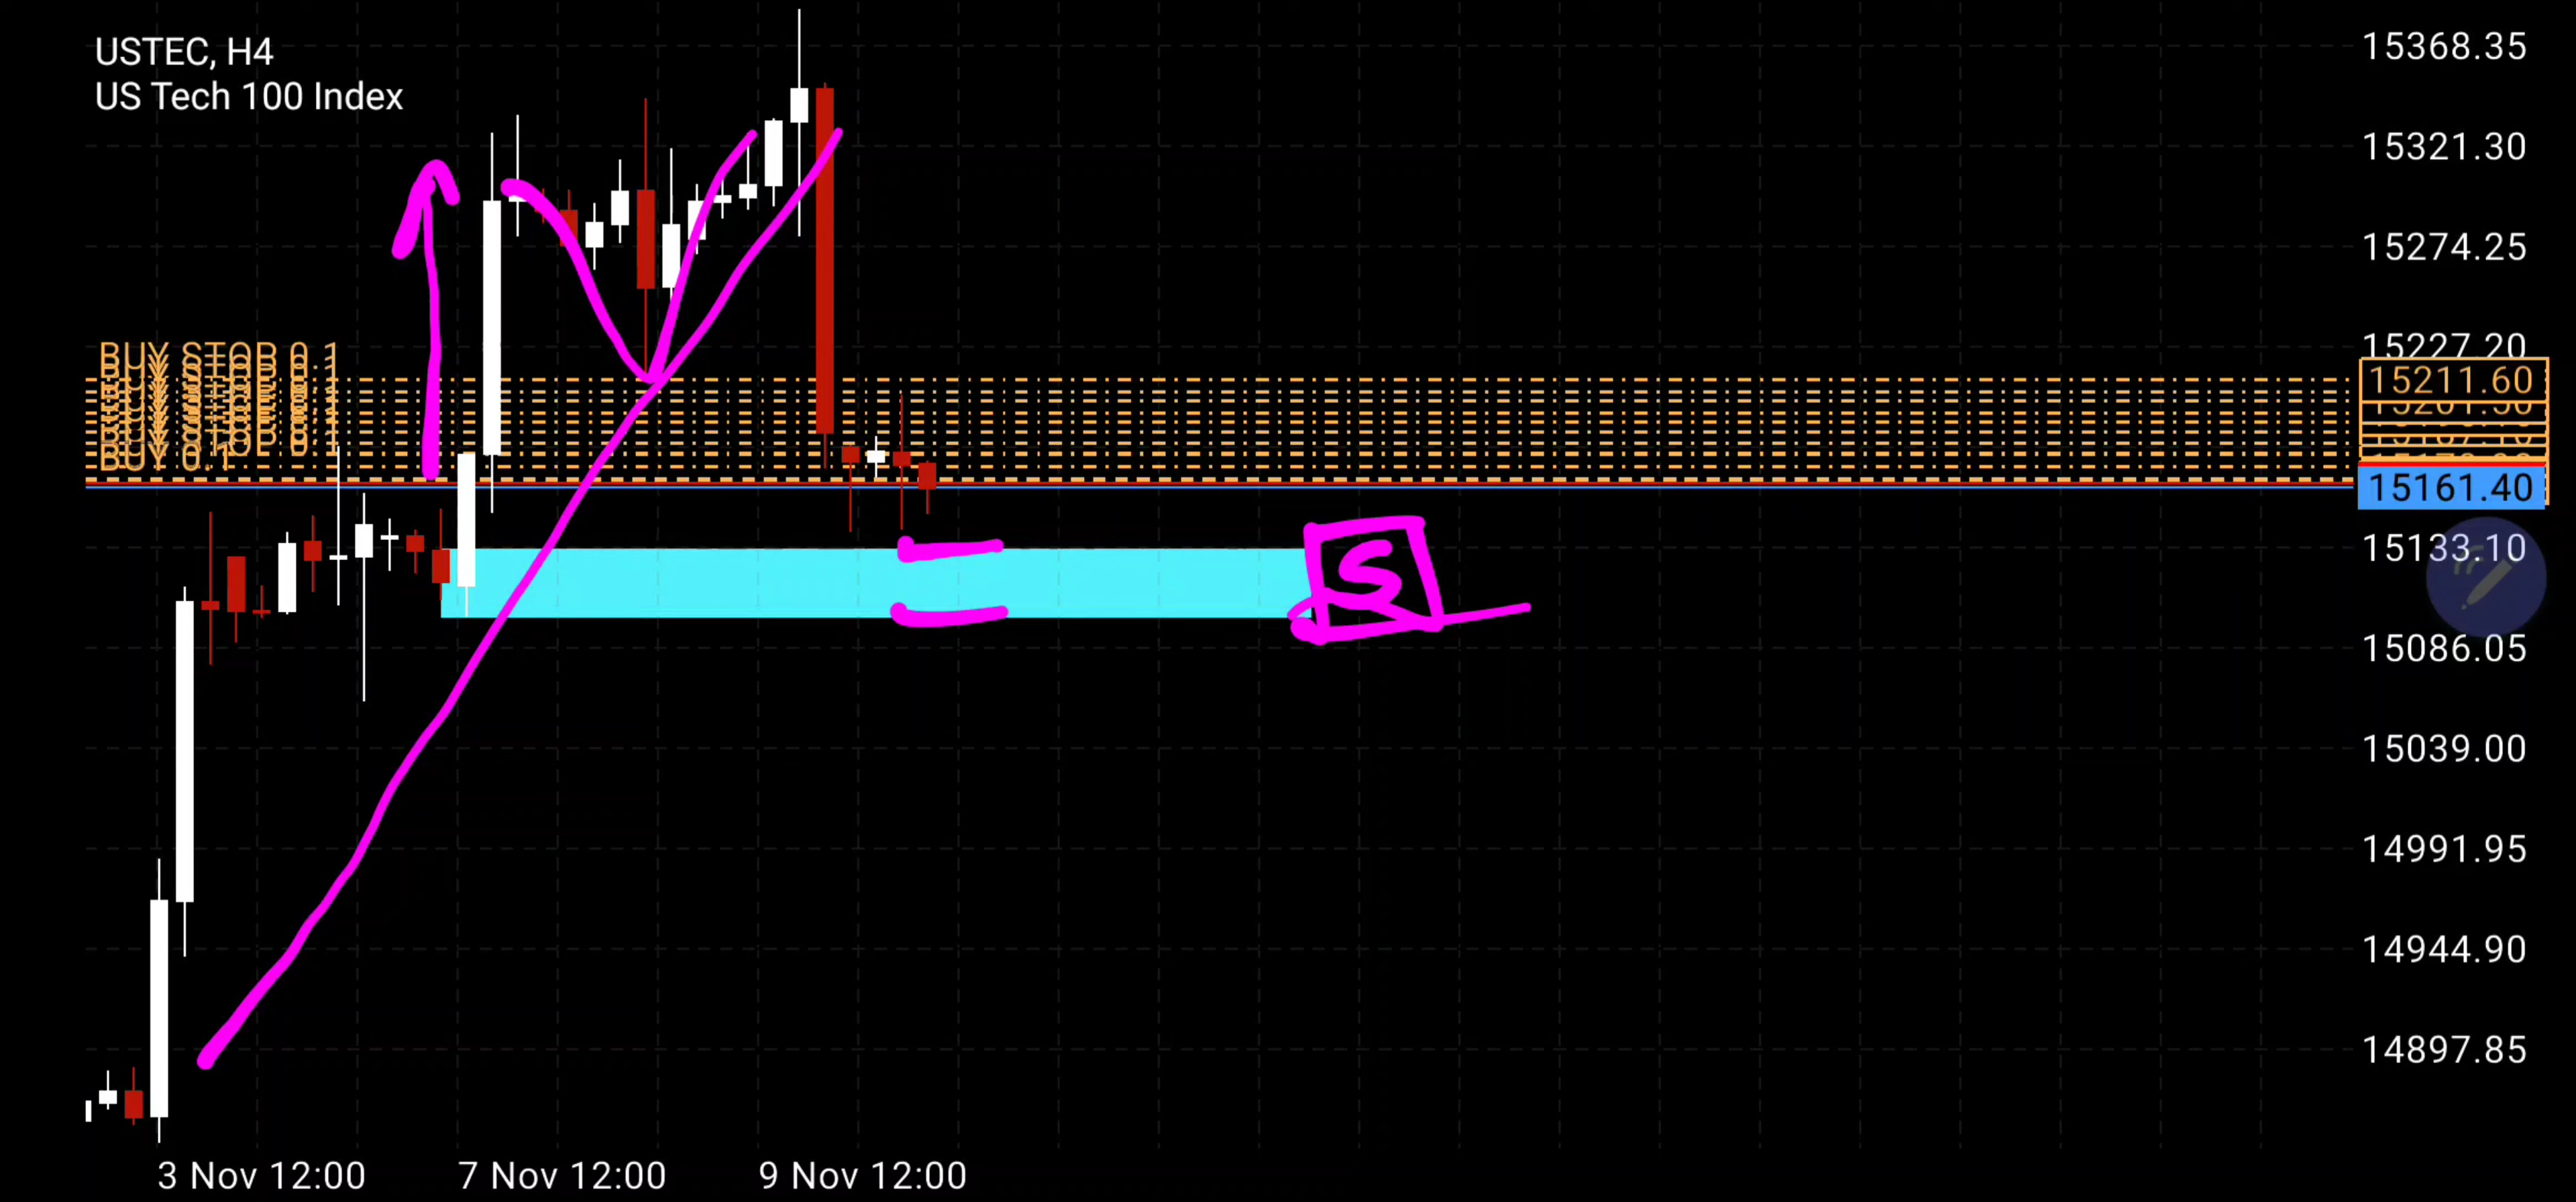 USTEC, H4
US Tech 100 Index
15368.35
15321.30
15274.25
15227.20
BUY STOP 0.1
15211.60
BUY 0.1
15161.40
S
15133.10
15086.05
15039.00
14991.95
14944.90
14897.85
3 Nov 12:00 7 Nov 12:00 9 Nov 12:00